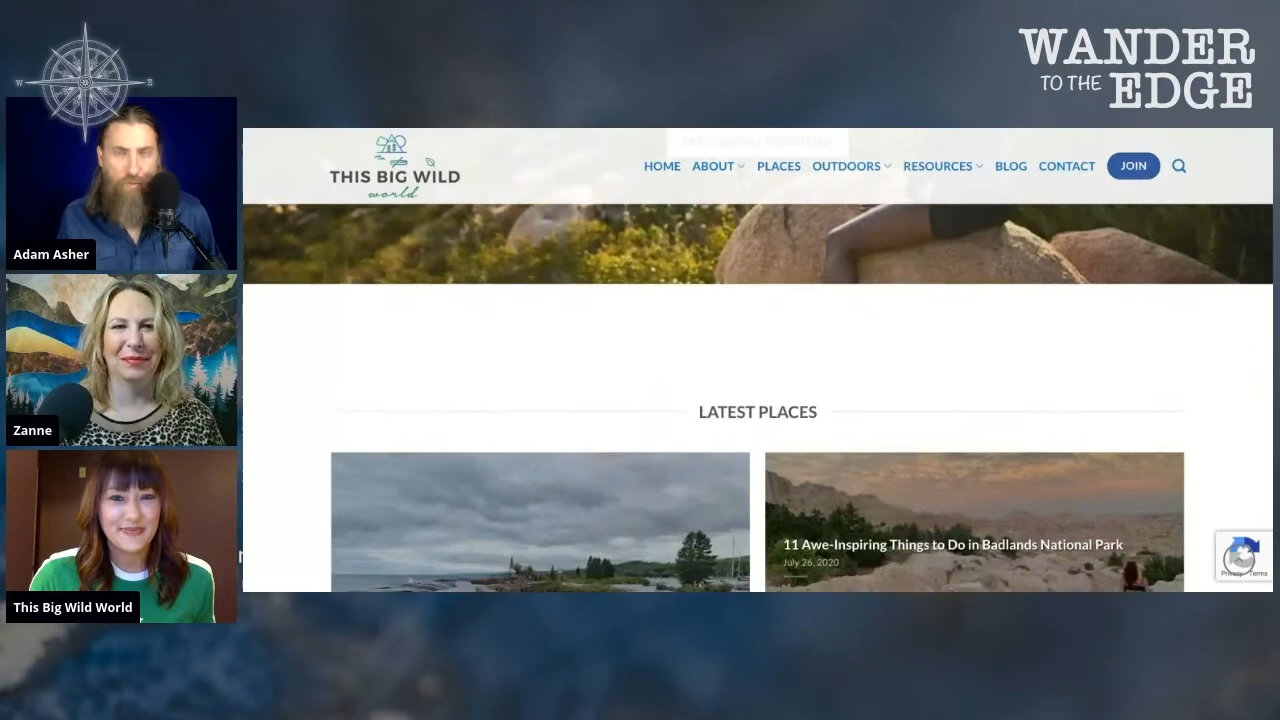 W E
WANDER
TO THE EDGE
Adam Asher
Zanne
This Big Wild World
THIS BIG WILD
world
HOME ABOUT PLACES OUTDOORS RESOURCES BLOG CONTACT JOIN
LATEST PLACES
11 Awe-Inspiring Things to Do in Badlands National Park
July 26, 2020
Privacy - Terms